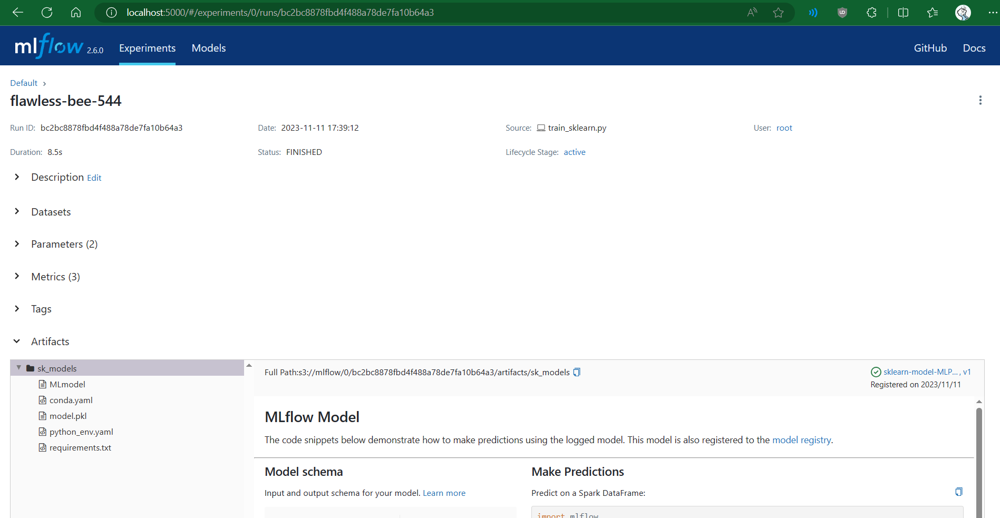 localhost:5000/#/experiments/0/runs/bc2bc8878fbd4f488a78de7fa10b64a3
mlflow 2.6.0 Experiments Models GitHub Docs
Default
flawless-bee-544
Run ID: bc2bc8878fbd4f488a78de7fa10b64a3 Date: 2023-11-11 17:39:12 Source: train_sklearn.py User: root
Duration: 8.5s Status: FINISHED Lifecycle Stage: active
Description Edit
Datasets
Parameters (2)
Metrics (3)
Tags
Artifacts
sk_models
MLmodel
conda.yaml
model.pkl
python_env.yaml
requirements.txt
Full Path:s3://mlflow/0/bc2bc8878fbd4f488a78de7fa10b64a3/artifacts/sk_models
sklearn-model-MLP..., v1
Registered on 2023/11/11
MLflow Model
The code snippets below demonstrate how to make predictions using the logged model. This model is also registered to the model registry.
Model schema
Input and output schema for your model. Learn more
Make Predictions
Predict on a Spark DataFrame:
import mlflow